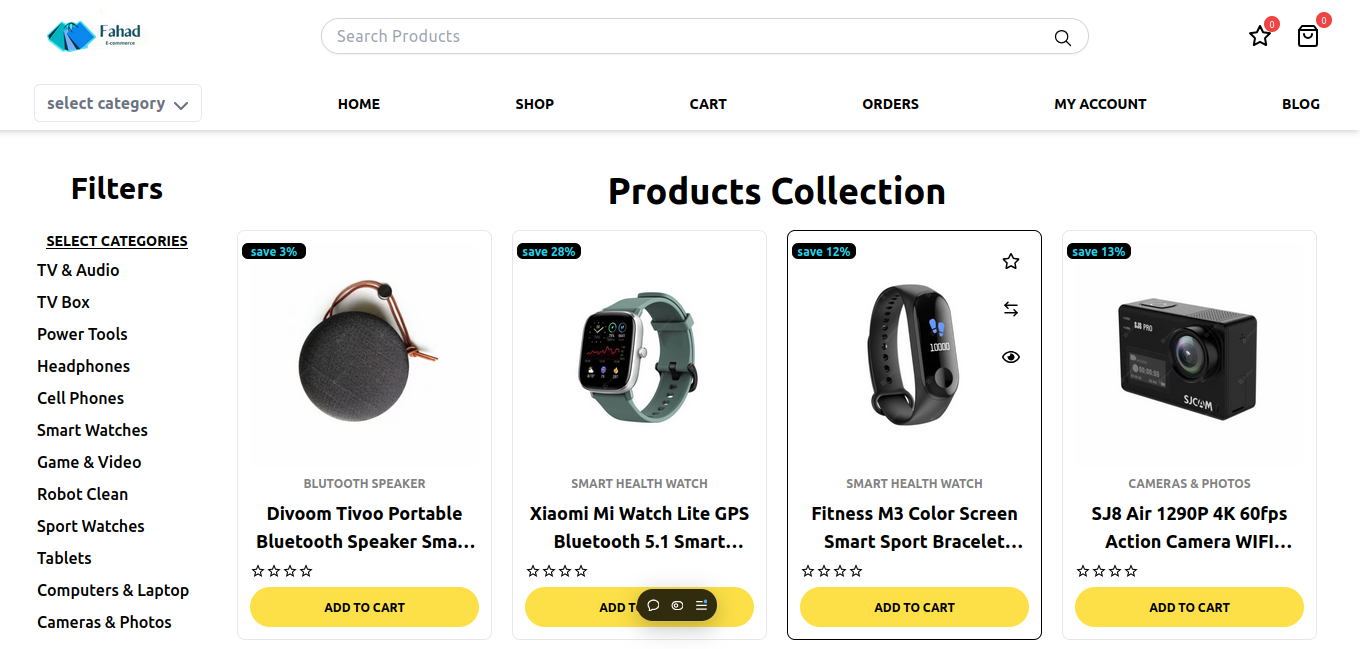 Fahad
E-commerce
Search Products
0
0
select category
HOME
SHOP
CART
ORDERS
MY ACCOUNT
BLOG
Filters
SELECT CATEGORIES
TV & Audio
TV Box
Power Tools
Headphones
Cell Phones
Smart Watches
Game & Video
Robot Clean
Sport Watches
Tablets
Computers & Laptop
Cameras & Photos
Products Collection
save 3%
BLUTOOTH SPEAKER
Divoom Tivoo Portable
Bluetooth Speaker Sma...
ADD TO CART
save 28%
SMART HEALTH WATCH
Xiaomi Mi Watch Lite GPS
Bluetooth 5.1 Smart...
ADD T
save 12%
10000
SMART HEALTH WATCH
Fitness M3 Color Screen
Smart Sport Bracelet...
ADD TO CART
save 13%
SJ8 PRO
SJCAM
CAMERAS & PHOTOS
SJ8 Air 1290P 4K 60fps
Action Camera WIFI...
ADD TO CART